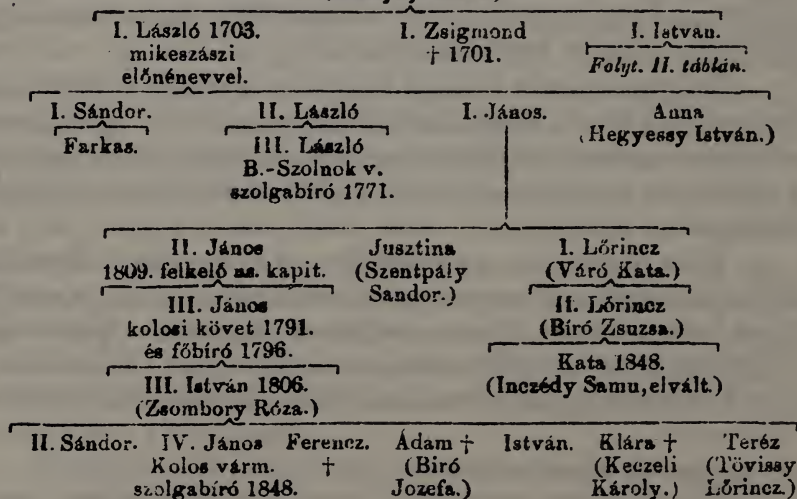 I. László 1703. I. Zsigmond I. István.
mikeszászi † 1701. Folyt. II. táblán.
előnénevvel.
I. Sándor. II. László I. János. Anna
Farkas. III. László (Hegyessy István.)
B.-Szolnok v.
szolgabíró 1771.
II. János Jusztina I. Lőrincz
1809. felkelő ns. kapit. (Szentpály (Váró Kata.)
III. János Sandor.) II. Lőrincz
kolosi követ 1791. (Bíró Zsuzsa.)
és főbíró 1796. Kata 1848.
III. István 1806. (Inczédy Samu, elvált.)
(Zsombory Róza.)
II. Sándor. IV. János Ferencz. Ádám † István. Klára † Teréz
Kolos várm. † (Biró (Keczeli (Tövissy
szolgabíró 1848. Jozefa.) Károly.) Lőrincz.)